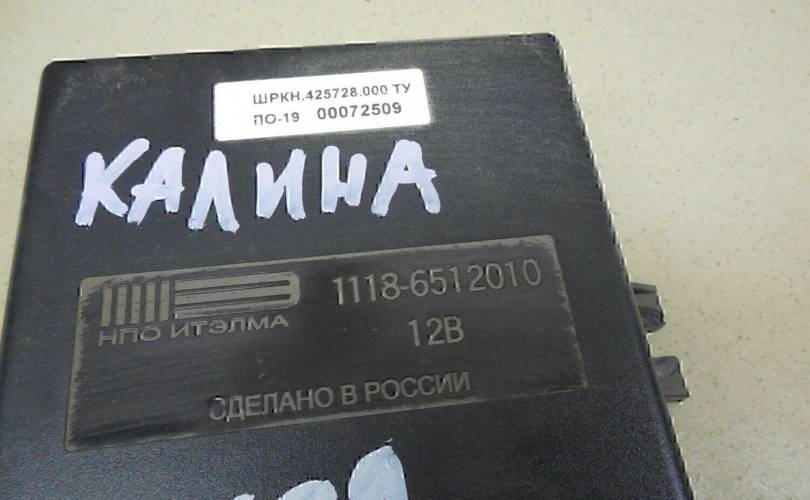 ШРКН.425728.000 ТУ
ПО-19 00072509
КАЛИНА
НПО ИТЭЛМА
1118-6512010
12В
СДЕЛАНО В РОССИИ